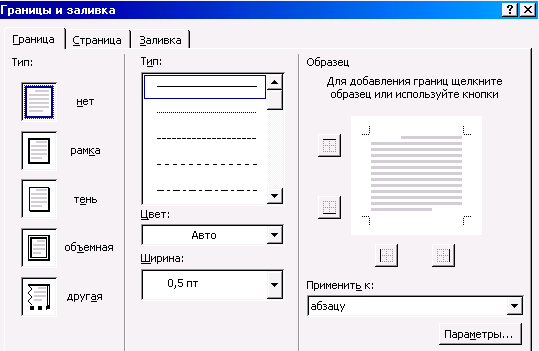 Границы и заливка
Граница
Страница
Заливка
Тип:
нет
рамка
тень
объемная
другая
Тип:
Цвет:
Авто
Ширина:
0,5 пт
Образец
Для добавления границ щелкните
образец или используйте кнопки
Применить к:
абзацу
Параметры...